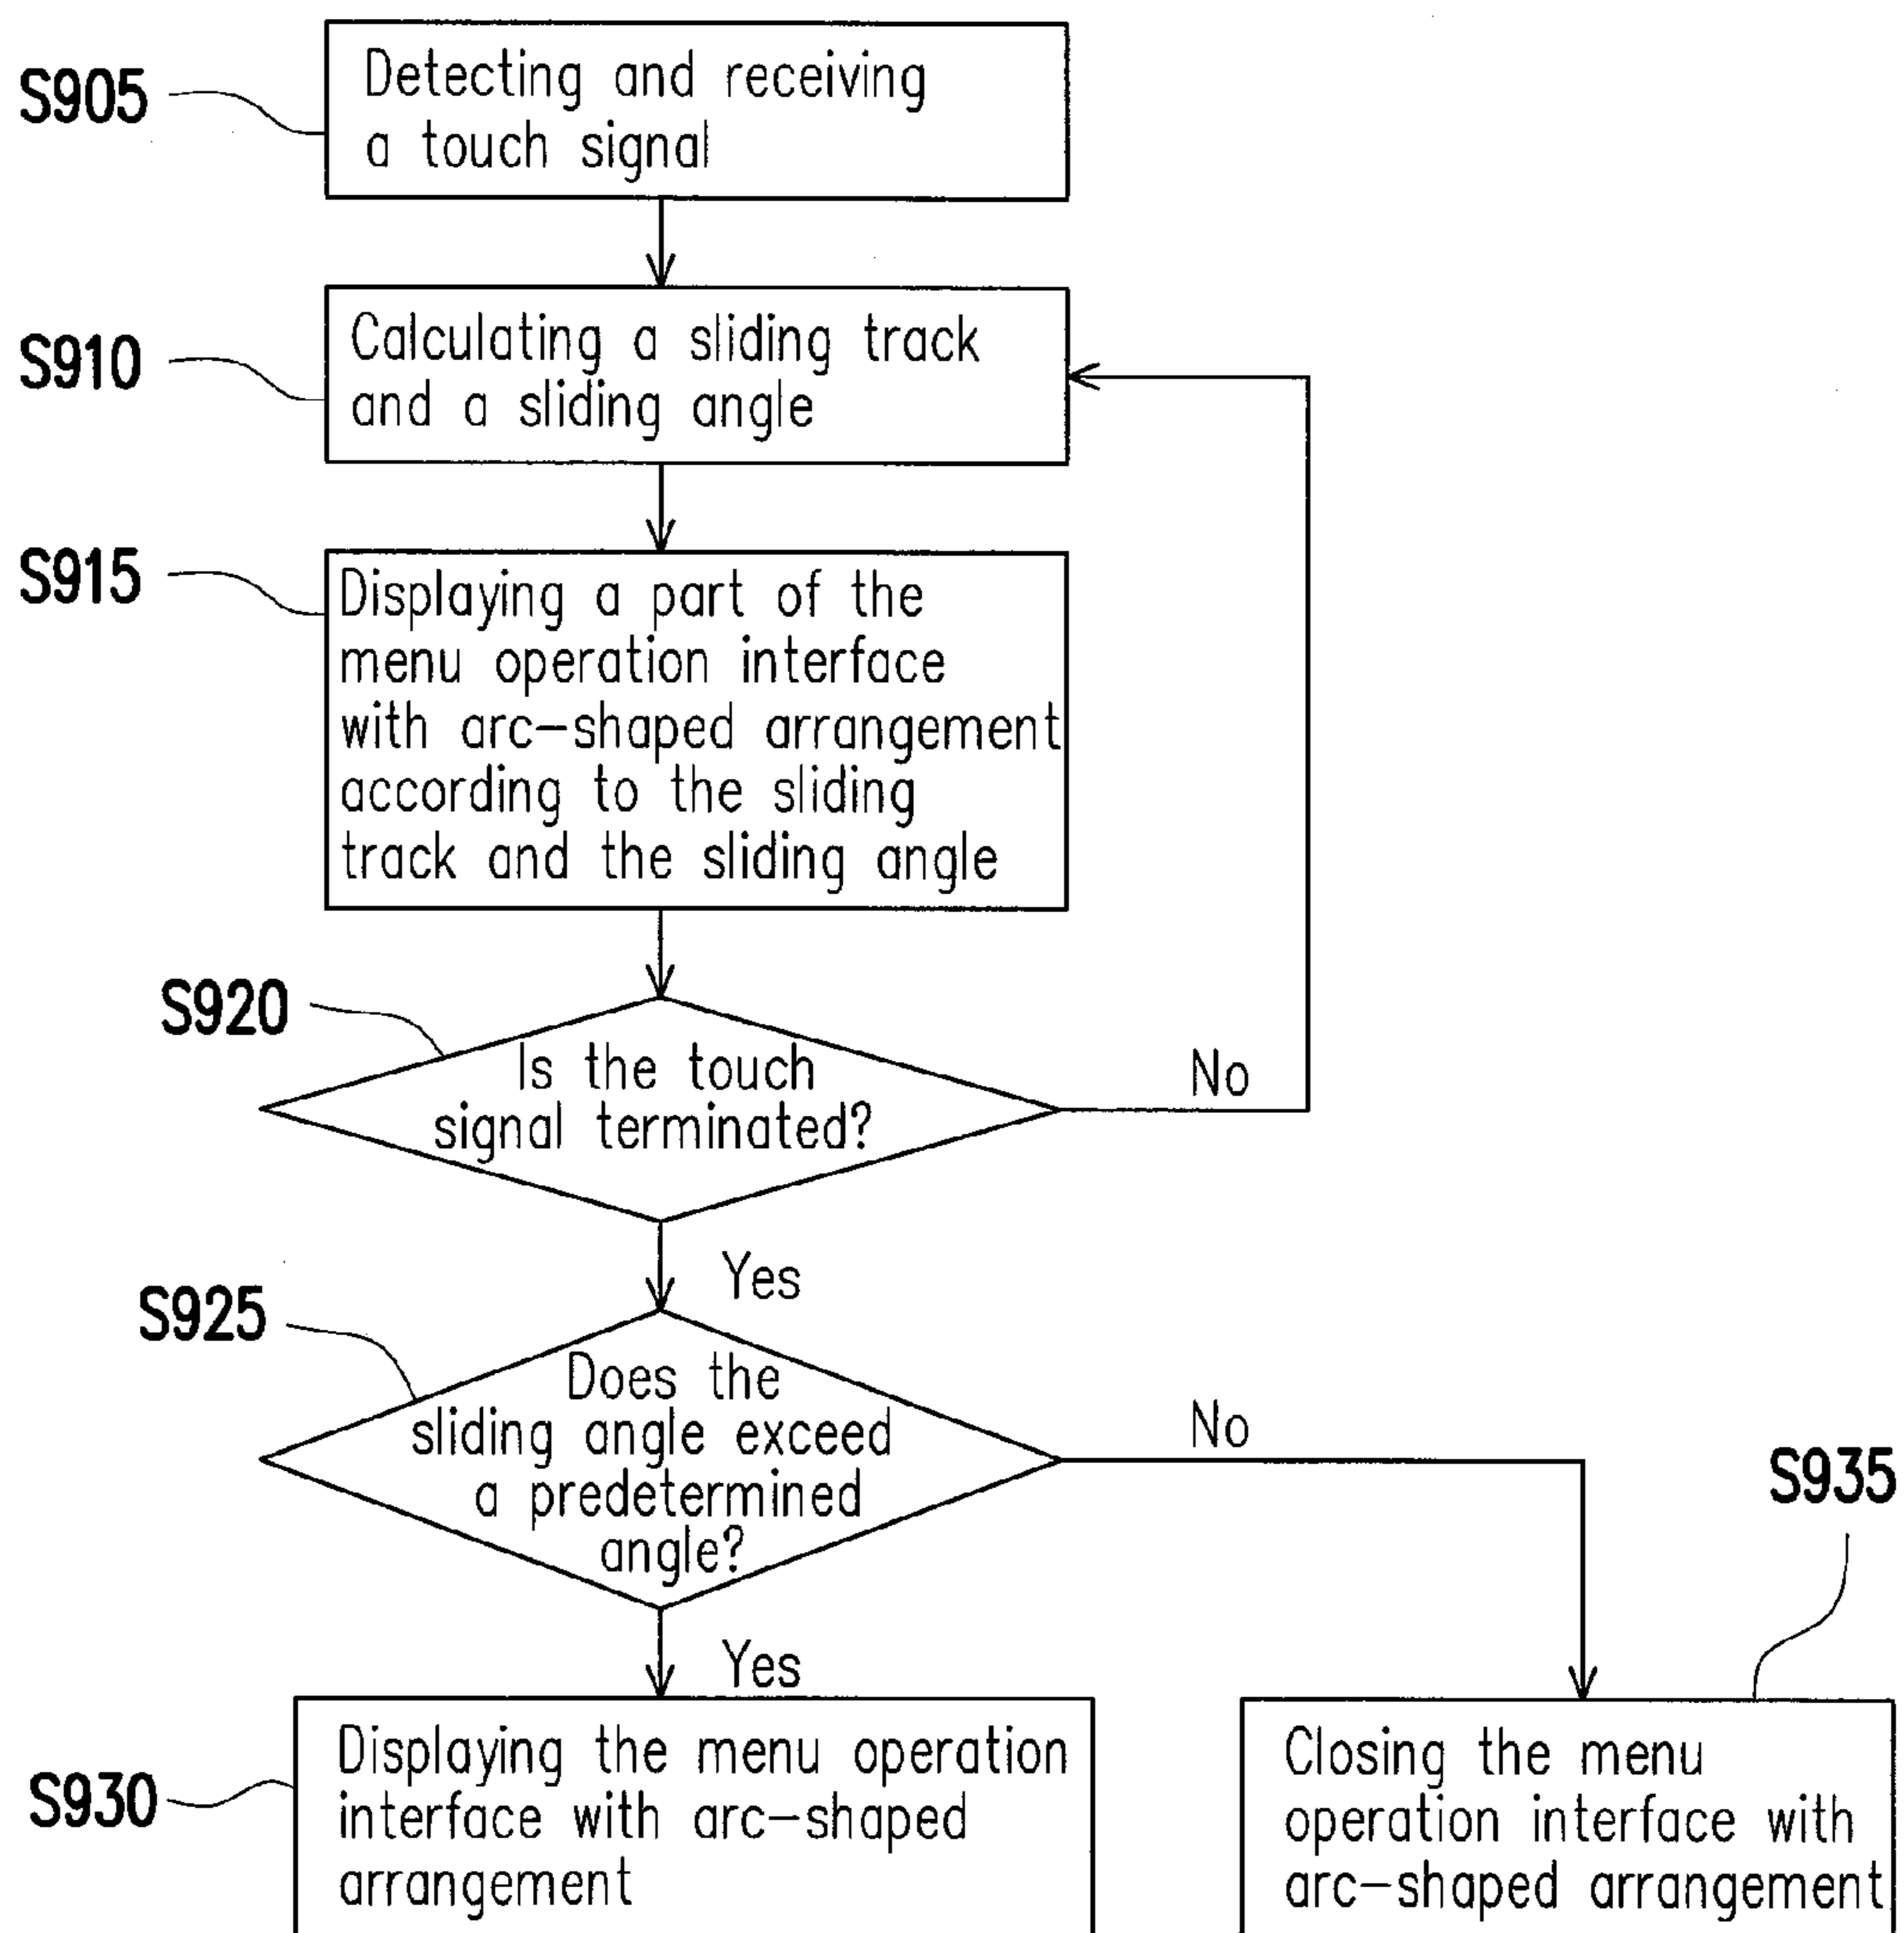 S905
Detecting and receiving
a touch signal
S910
Calculating a sliding track
and a sliding angle
S915
Displaying a part of the
menu operation interface
with arc-shaped arrangement
according to the sliding
track and the sliding angle
S920
Is the touch
signal terminated?
No
Yes
S925
Does the
sliding angle exceed
a predetermined
angle?
No
S935
Yes
S930
Displaying the menu operation
interface with arc-shaped
arrangement
Closing the menu
operation interface with
arc-shaped arrangement